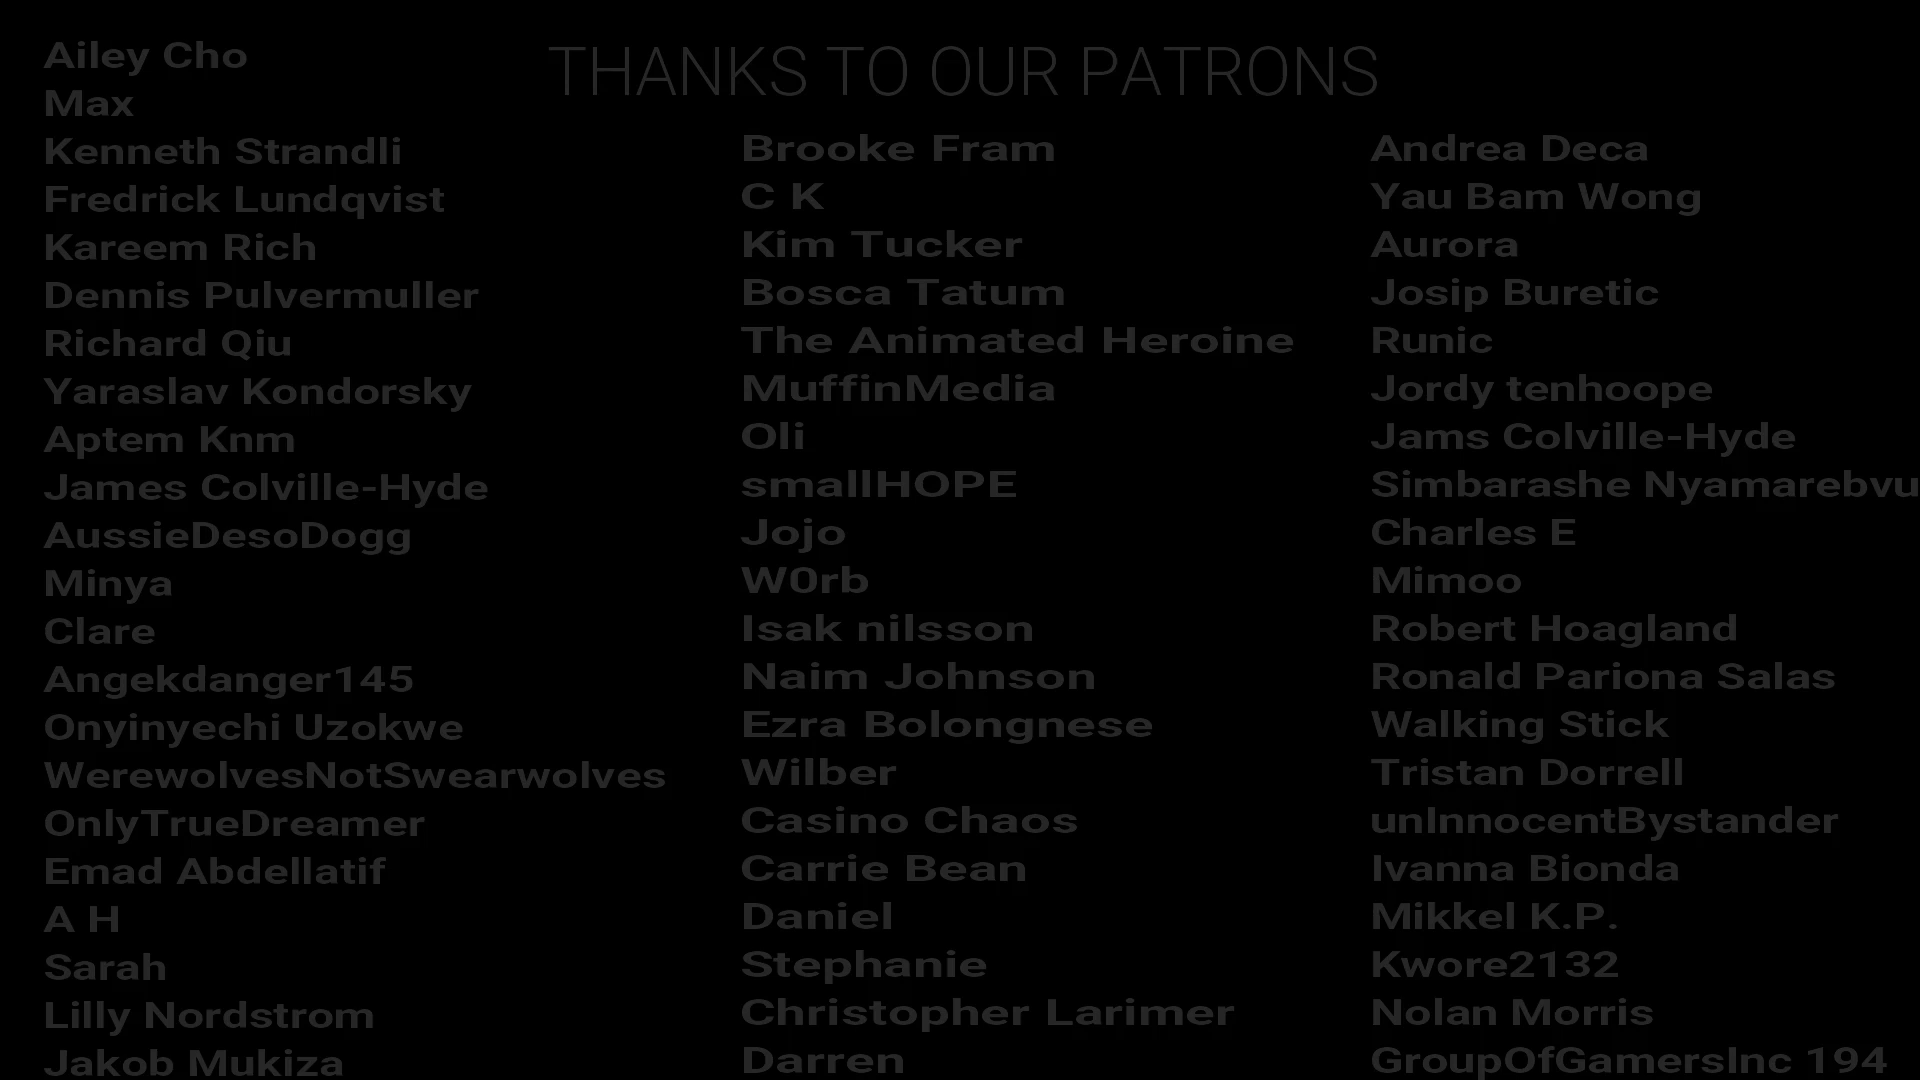 THANKS TO OUR PATRONS
Ailey Cho
Max
Kenneth Strandli
Fredrick Lundqvist
Kareem Rich
Dennis Pulvermuller
Richard Qiu
Yaraslav Kondorsky
Aptem Knm
James Colville-Hyde
AussieDesoDogg
Minya
Clare
Angekdanger145
Onyinyechi Uzokwe
WerewolvesNotSwearwolves
OnlyTrueDreamer
Emad Abdellatif
A H
Sarah
Lilly Nordstrom
Jakob Mukiza
Brooke Fram
C K
Kim Tucker
Bosca Tatum
The Animated Heroine
MuffinMedia
Oli
smallHOPE
Jojo
W0rb
Isak nilsson
Naim Johnson
Ezra Bolongnese
Wilber
Casino Chaos
Carrie Bean
Daniel
Stephanie
Christopher Larimer
Darren
Andrea Deca
Yau Bam Wong
Aurora
Josip Buretic
Runic
Jordy tenhoope
Jams Colville-Hyde
Simbarashe Nyamarebvu
Charles E
Mimoo
Robert Hoagland
Ronald Pariona Salas
Walking Stick
Tristan Dorrell
unInnocentBystander
Ivanna Bionda
Mikkel K.P.
Kwore2132
Nolan Morris
GroupOfGamersInc 194